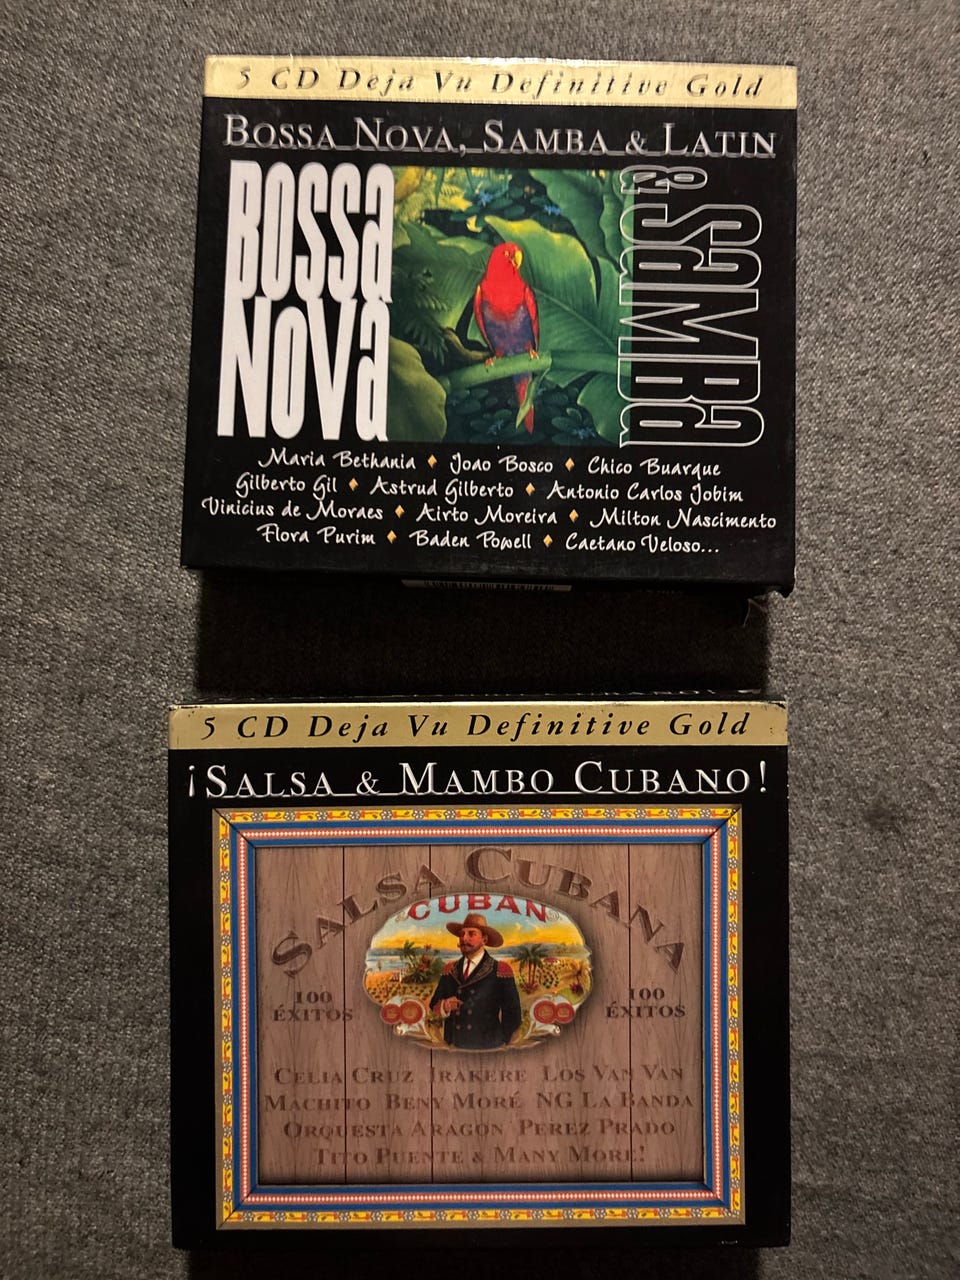 5 CD Deja Vu Definitive Gold
BOSSA NOVA, SAMBA & LATIN
BOSSA
NOVA
& SAMBA
Maria Bethania ♦ Joao Bosco ♦ Chico Buarque
Gilberto Gil ♦ Astrud Gilberto ♦ Antonio Carlos Jobim
Vinicius de Moraes ♦ Airto Moreira ♦ Milton Nascimento
Flora Purim ♦ Baden Powell ♦ Caetano Veloso...
5 CD Deja Vu Definitive Gold
¡SALSA & MAMBO CUBANO!
SALSA CUBANA
CUBAN
100
ÉXITOS
100
ÉXITOS
CELIA CRUZ IRAKERE LOS VAN VAN
MACHITO BENY MORÉ NG LA BANDA
ORQUESTA ARAGON PEREZ PRADO
TITO PUENTE & MANY MORE!